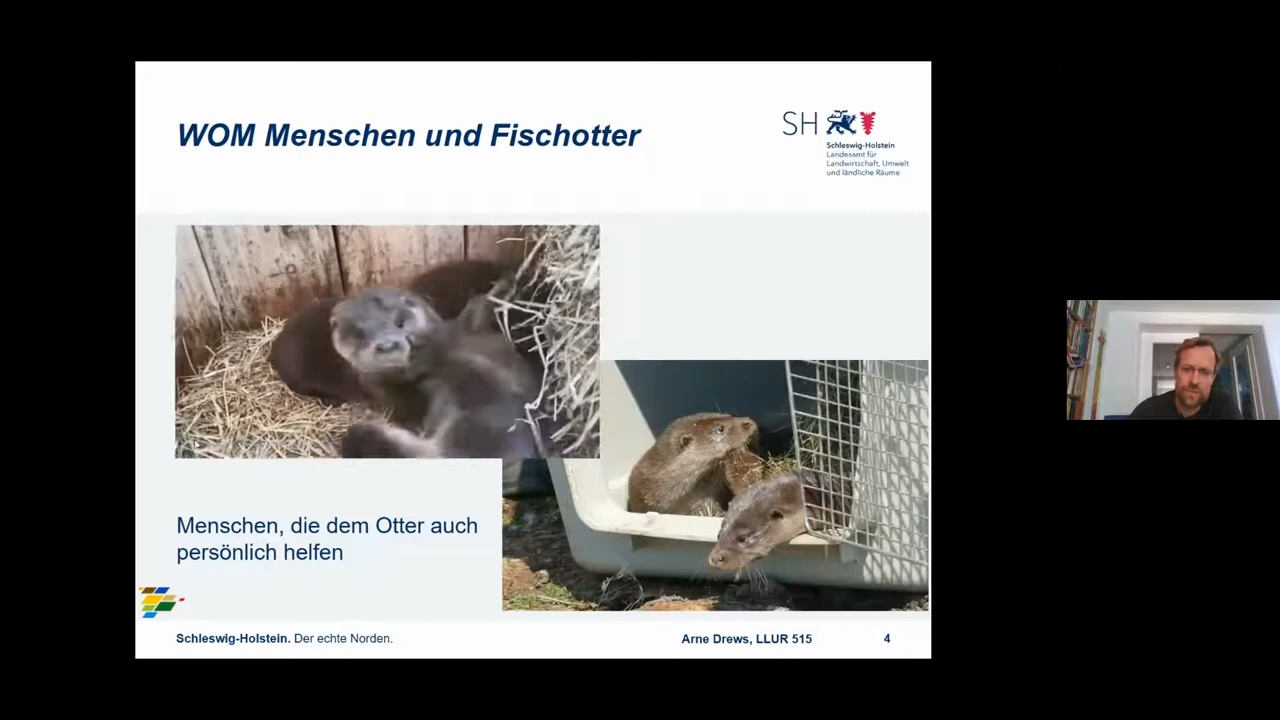 WOM Menschen und Fischotter
SH
Schleswig-Holstein
Landesamt für
Landwirtschaft, Umwelt
und ländliche Räume
Menschen, die dem Otter auch
persönlich helfen
Schleswig-Holstein. Der echte Norden.
Arne Drews, LLUR 515
4